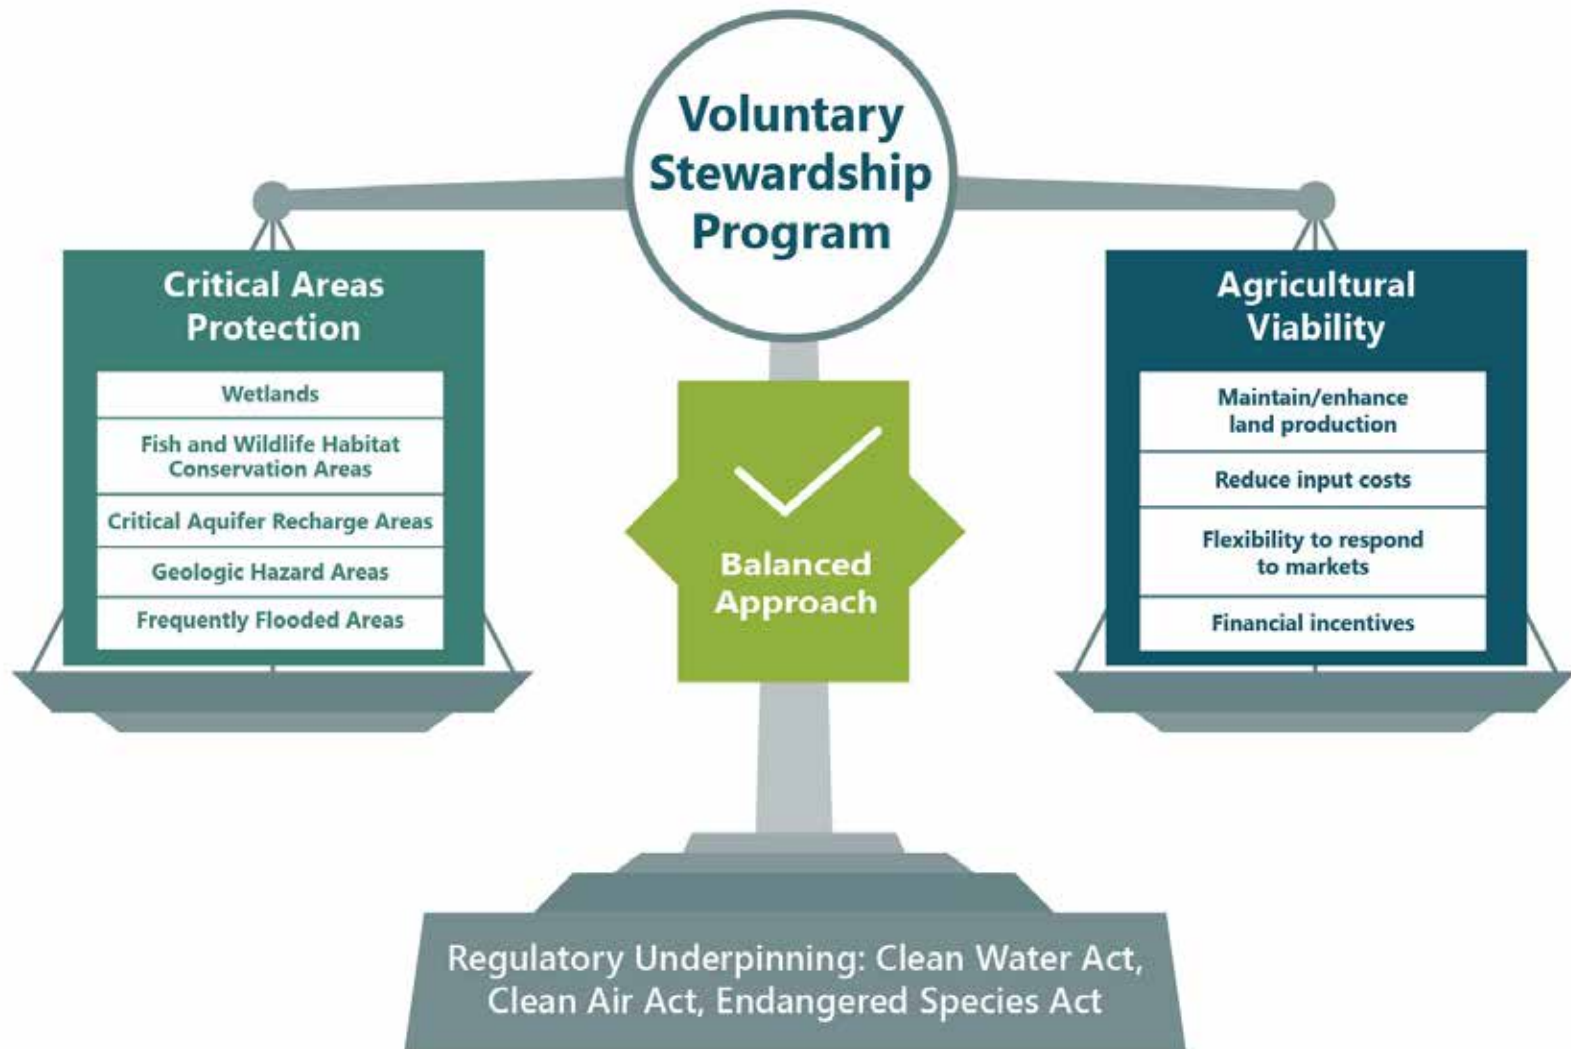 Voluntary
Stewardship
Program
Critical Areas
Protection
Wetlands
Fish and Wildlife Habitat
Conservation Areas
Critical Aquifer Recharge Areas
Geologic Hazard Areas
Frequently Flooded Areas
Balanced
Approach
Agricultural
Viability
Maintain/enhance
land production
Reduce input costs
Flexibility to respond
to markets
Financial incentives
Regulatory Underpinning: Clean Water Act,
Clean Air Act, Endangered Species Act